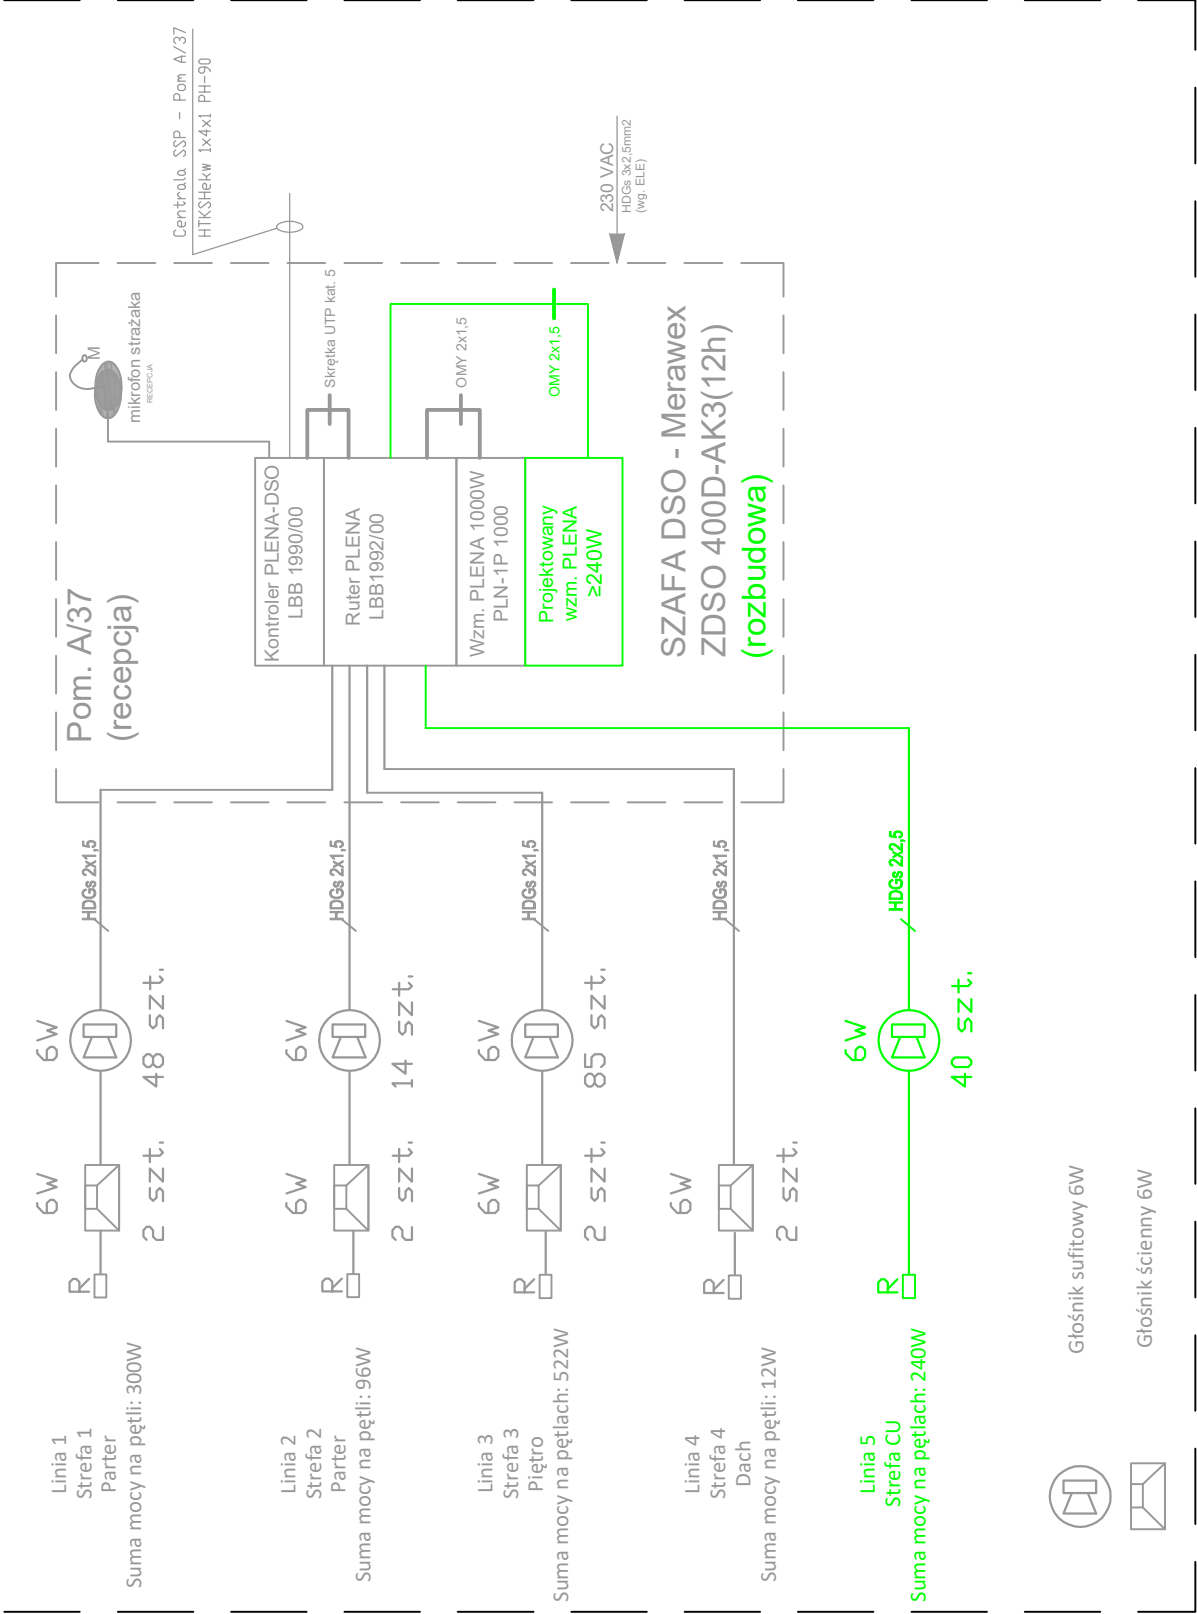 Centrala SSP - Pom A/37
HTKSHekw 1x4x1 PH-90
230 VAC
HDGs 3x2,5mm2
(wg. ELE)
Pom. A/37
(recepcja)
M
mikrofon strażaka
RECEPCJA
Skrętka UTP kat. 5
OMY 2x1,5
OMY 2x1,5
Kontroler PLENA-DSO
LBB 1990/00
Ruter PLENA
LBB1992/00
Wzm. PLENA 1000W
PLN-1P 1000
Projektowany
wzm. PLENA
≥240W
SZAFA DSO - Merawex
ZDSO 400D-AK3(12h)
(rozbudowa)
Linia 1
Strefa 1
Parter
Suma mocy na pętli: 300W
R
6W
2 szt.
6W
48 szt.
HDGs 2x1,5
Linia 2
Strefa 2
Parter
Suma mocy na pętli: 96W
R
6W
2 szt.
6W
14 szt.
HDGs 2x1,5
Linia 3
Strefa 3
Piętro
Suma mocy na pętlach: 522W
R
6W
2 szt.
6W
85 szt.
HDGs 2x1,5
Linia 4
Strefa 4
Dach
Suma mocy na pętli: 12W
R
6W
2 szt.
HDGs 2x1,5
Linia 5
Strefa CU
Suma mocy na pętlach: 240W
R
6W
40 szt.
HDGs 2x2,5
Głośnik sufitowy 6W
Głośnik ścienny 6W